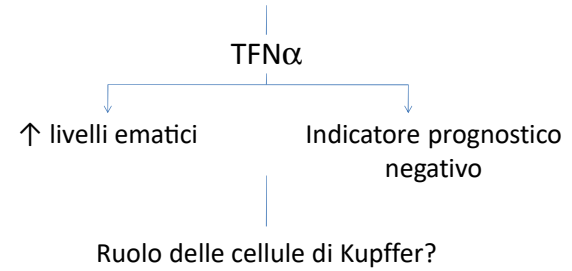 TFNα
↑ livelli ematici
Indicatore prognostico
negativo
Ruolo delle cellule di Kupffer?